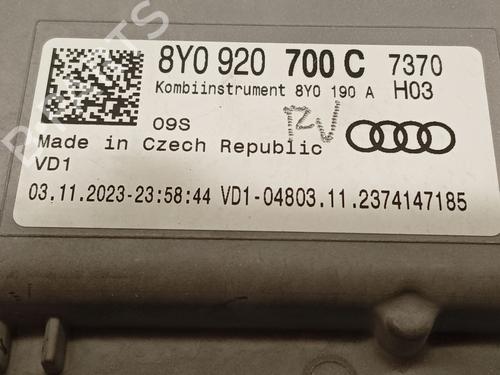 8Y0 920 700 C 7370
Kombiinstrument 8Y0 190 A H03
09S
Made in Czech Republic
VD1
03.11.2023-23:58:44 VD1-04803.11.2374147185